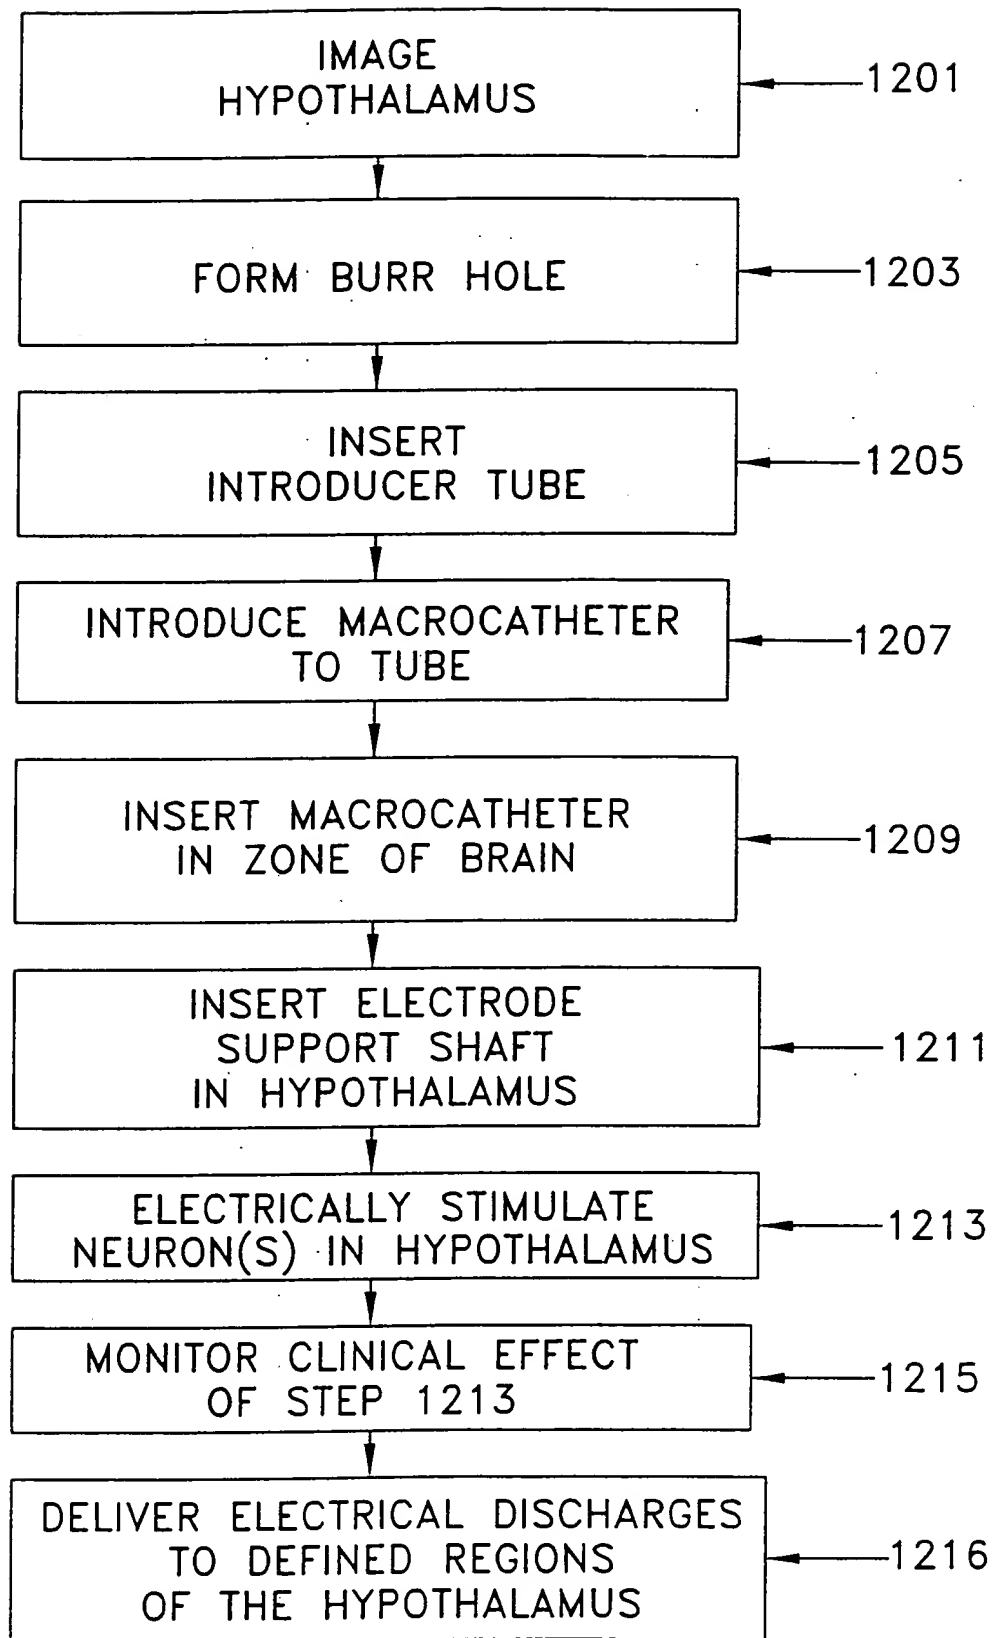 IMAGE
HYPOTHALAMUS
1201
FORM BURR HOLE
1203
INSERT
INTRODUCER TUBE
1205
INTRODUCE MACROCATHETER
TO TUBE
1207
INSERT MACROCATHETER
IN ZONE OF BRAIN
1209
INSERT ELECTRODE
SUPPORT SHAFT
IN HYPOTHALAMUS
1211
ELECTRICALLY STIMULATE
NEURON(S) IN HYPOTHALAMUS
1213
MONITOR CLINICAL EFFECT
OF STEP 1213
1215
DELIVER ELECTRICAL DISCHARGES
TO DEFINED REGIONS
OF THE HYPOTHALAMUS
1216